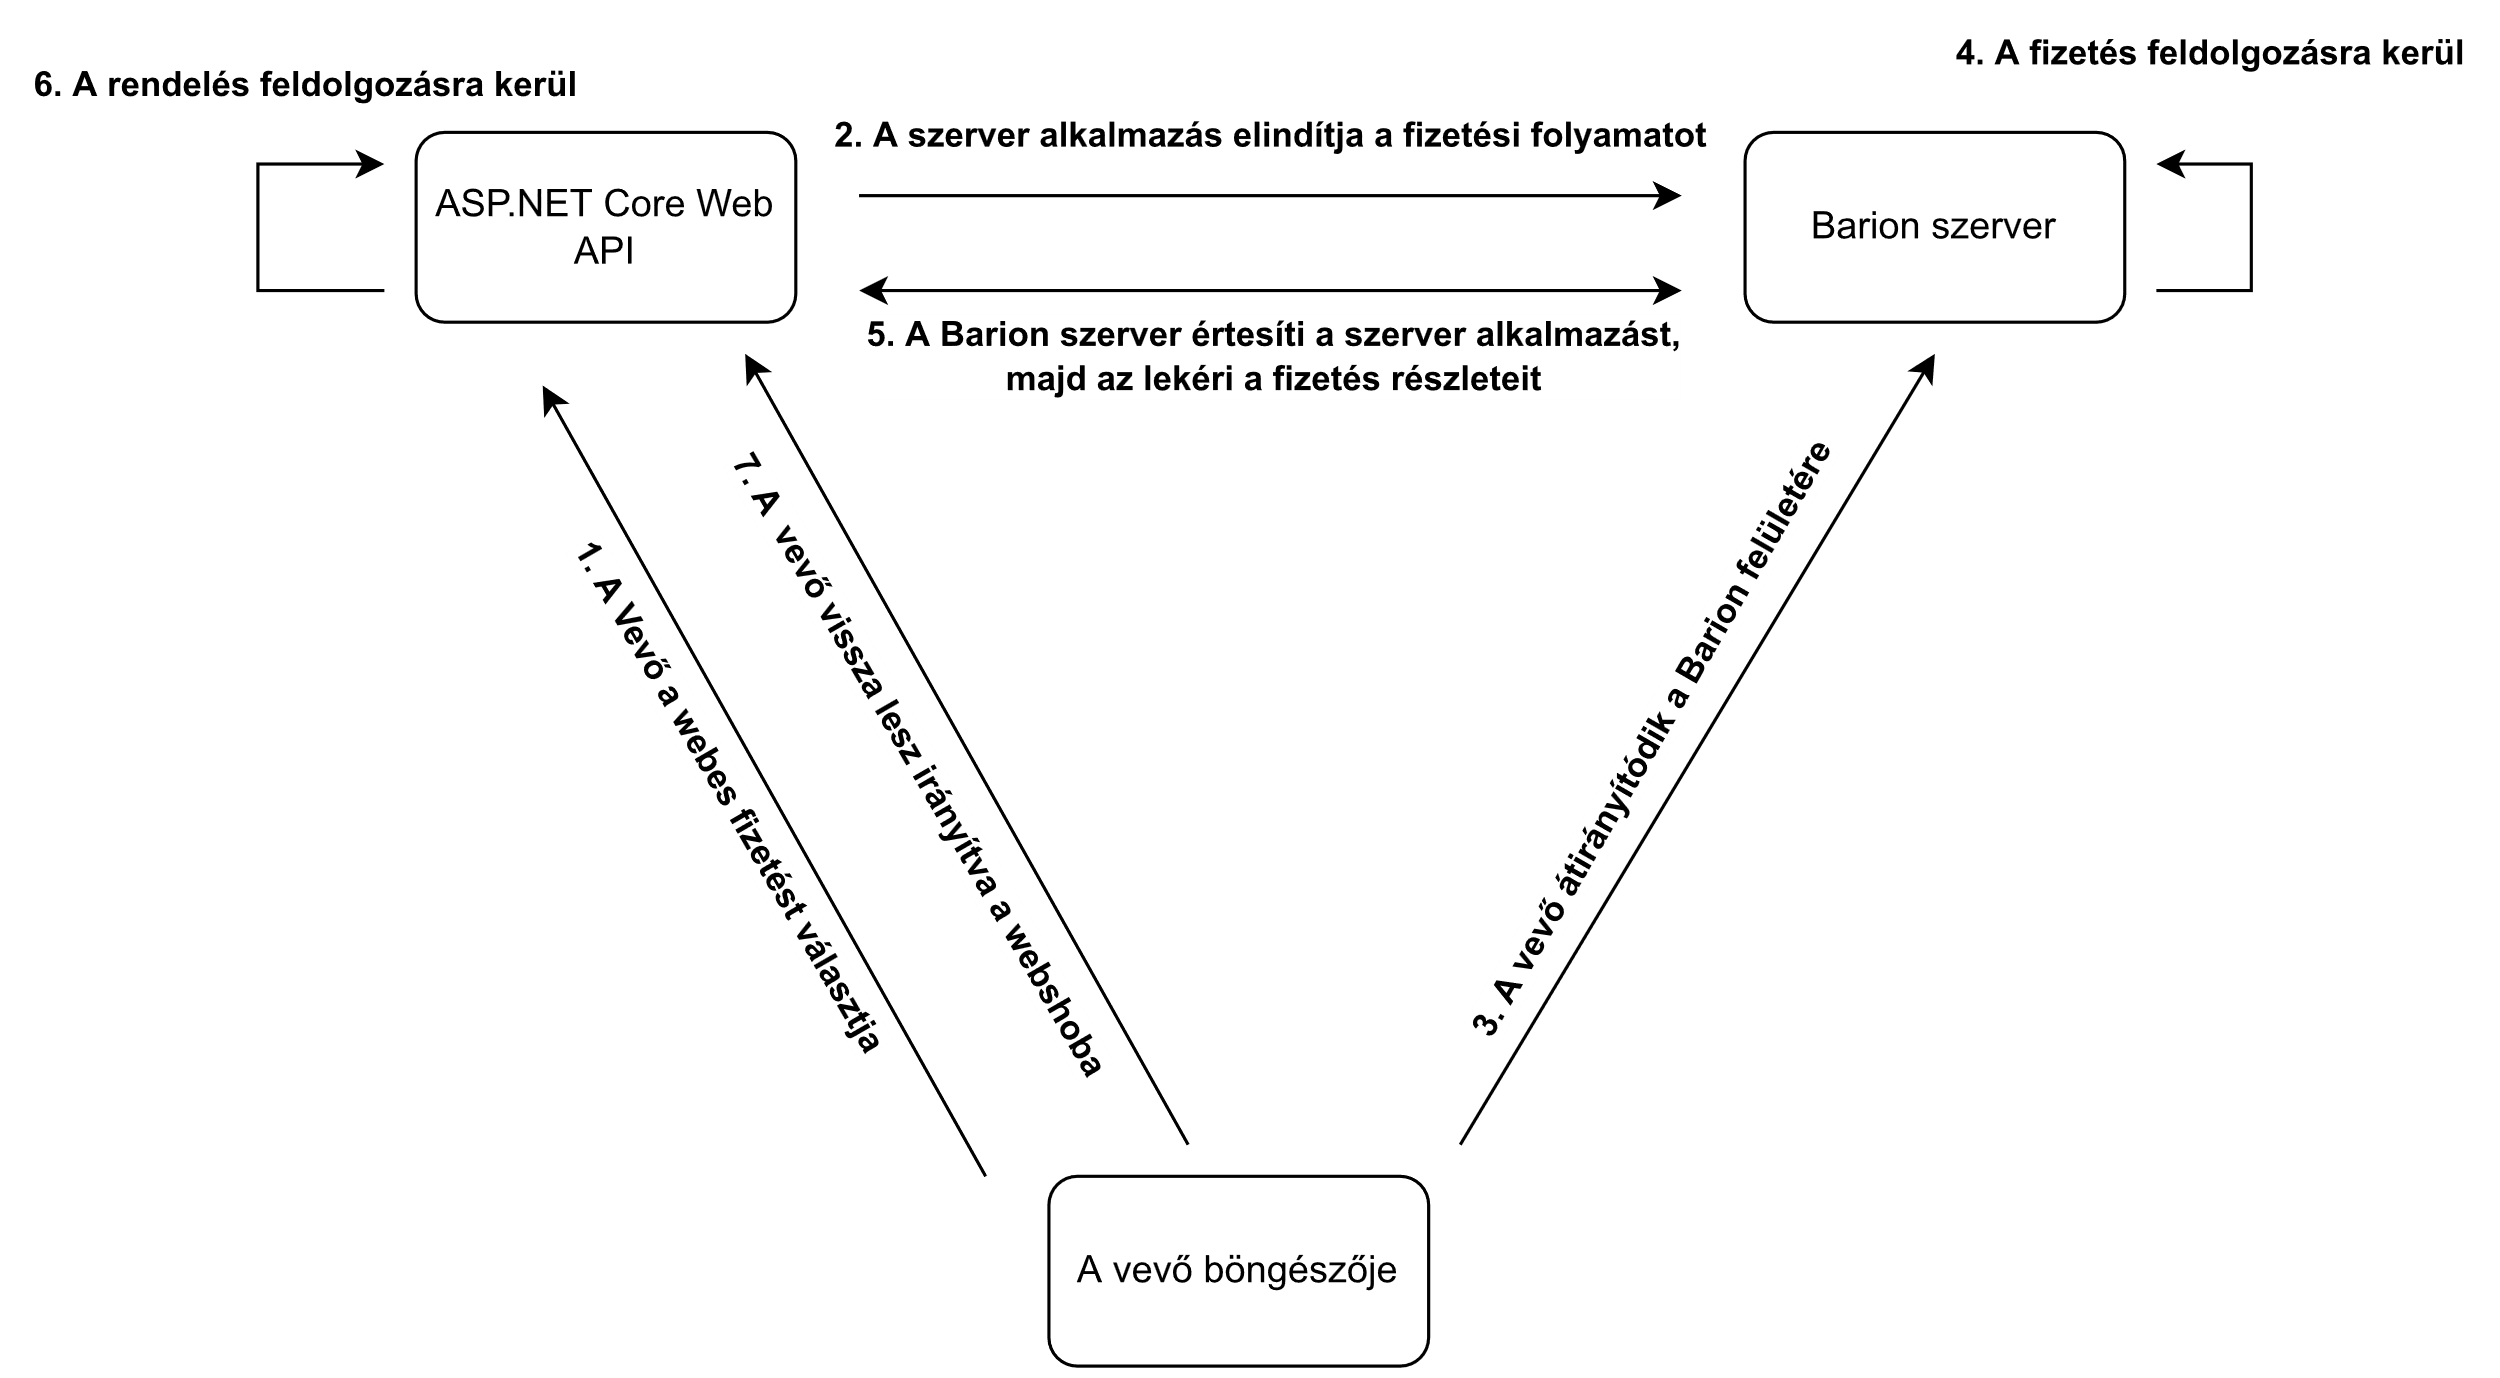 4. A fizetés feldolgozásra kerül
6. A rendelés feldolgozásra kerül
2. A szerver alkalmazás elindítja a fizetési folyamatot
ASP.NET Core Web
API
Barion szerver
5. A Barion szerver értesíti a szerver alkalmazást,
majd az lekéri a fizetés részleteit
1. A Vevő a webes fizetést választja
7. A vevő vissza lesz irányítva a webshoba
3. A vevő átirányítódik a Barion felületére
A vevő böngészője